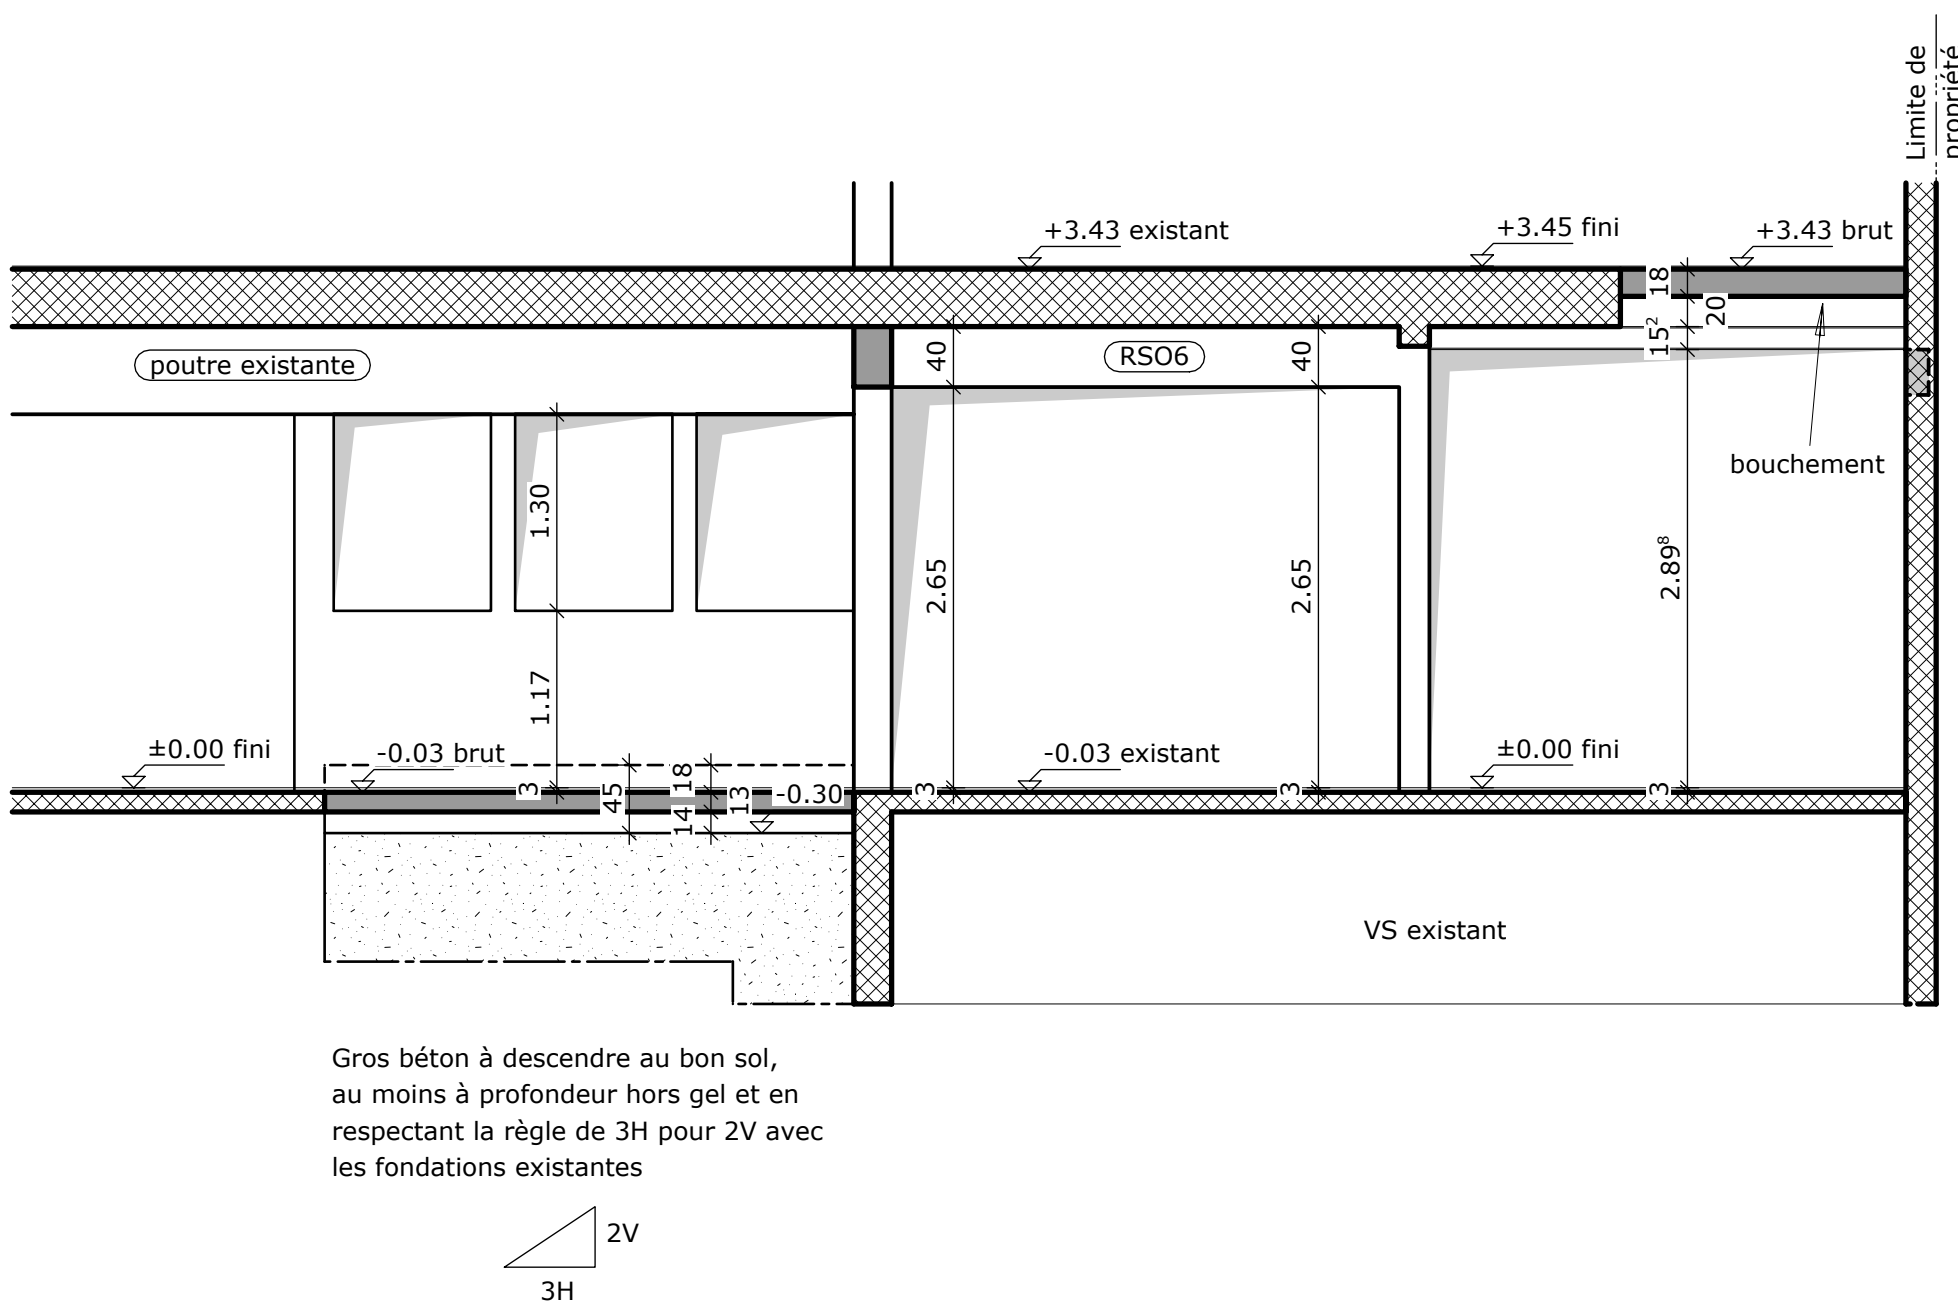 Limite de
propriété
+3.43 existant
+3.45 fini
+3.43 brut
18
20
15²
poutre existante
40
RSO6
40
bouchement
1.30
2.65
2.65
2.89⁸
1.17
±0.00 fini
-0.03 brut
-0.03 existant
±0.00 fini
3
45
18
14
13
-0.30
3
3
3
VS existant
Gros béton à descendre au bon sol,
au moins à profondeur hors gel et en
respectant la règle de 3H pour 2V avec
les fondations existantes
2V
3H